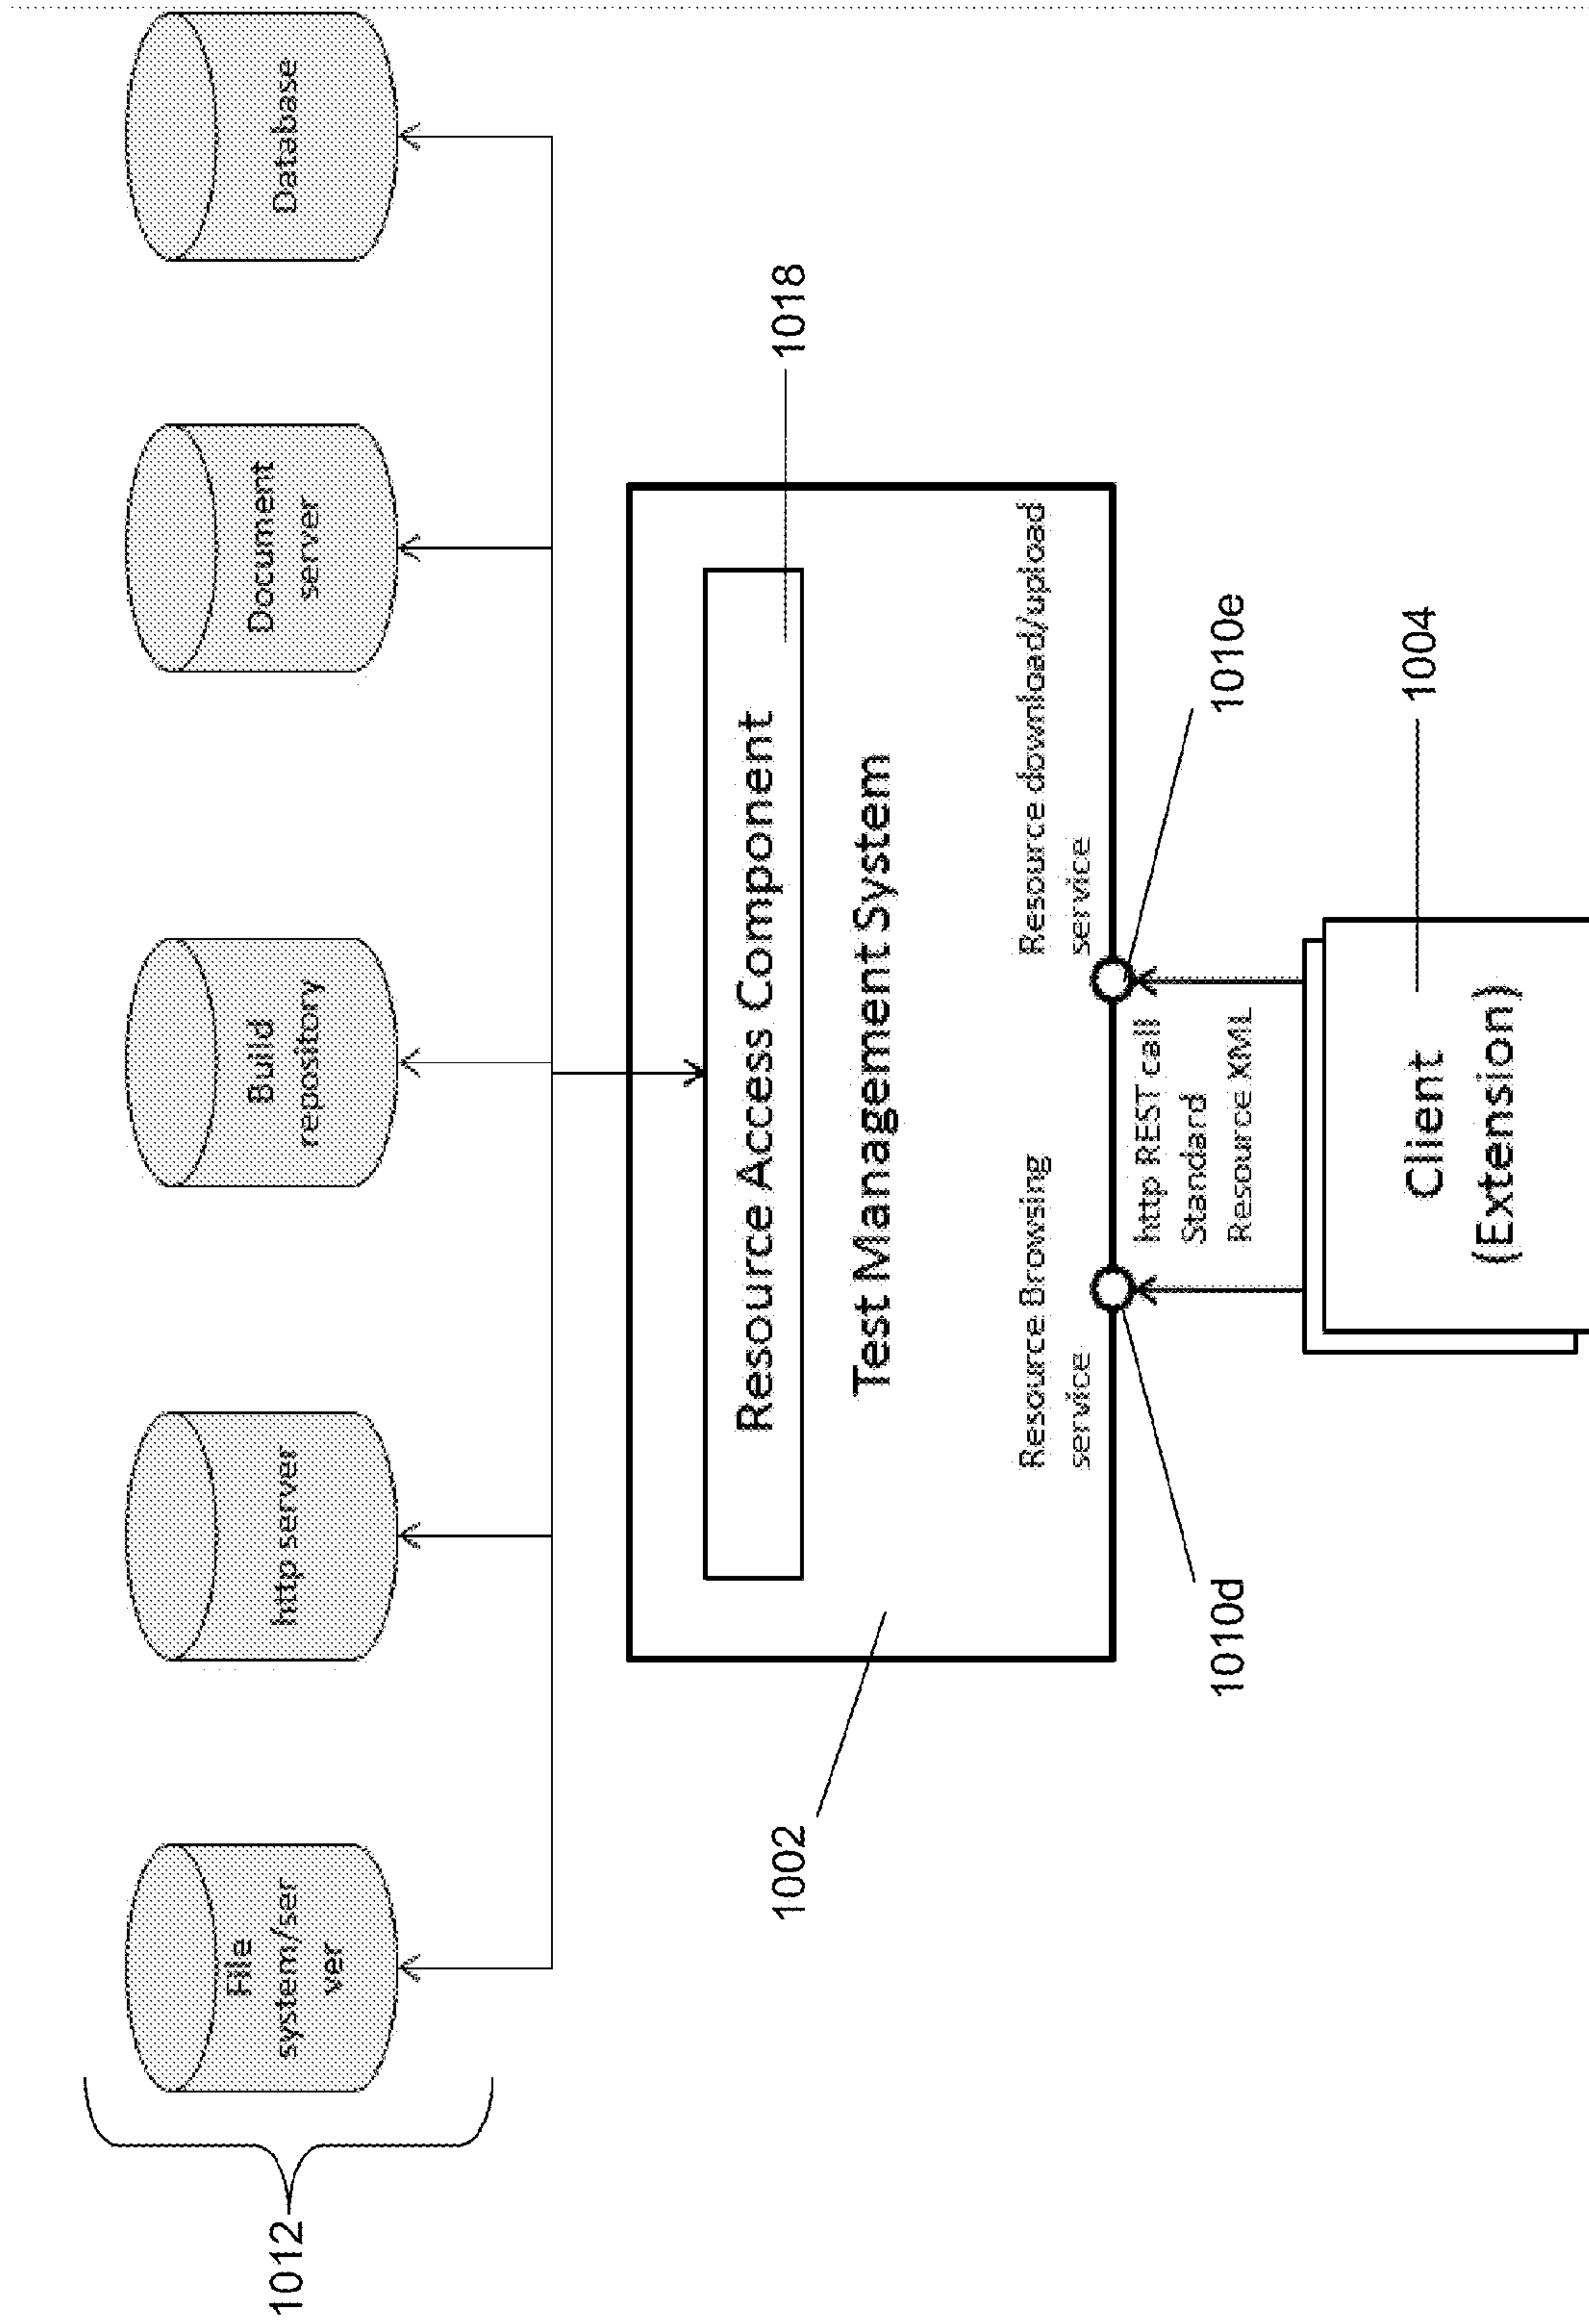 1012
File
system/ser
ver
http server
Build
repository
Document
server
Database
1018
Resource Access Component
Test Management System
1002
Resource Browsing
service
Resource download/upload
service
http REST call
Standard
Resource XML
1010d
1010e
1004
Client
(Extension)